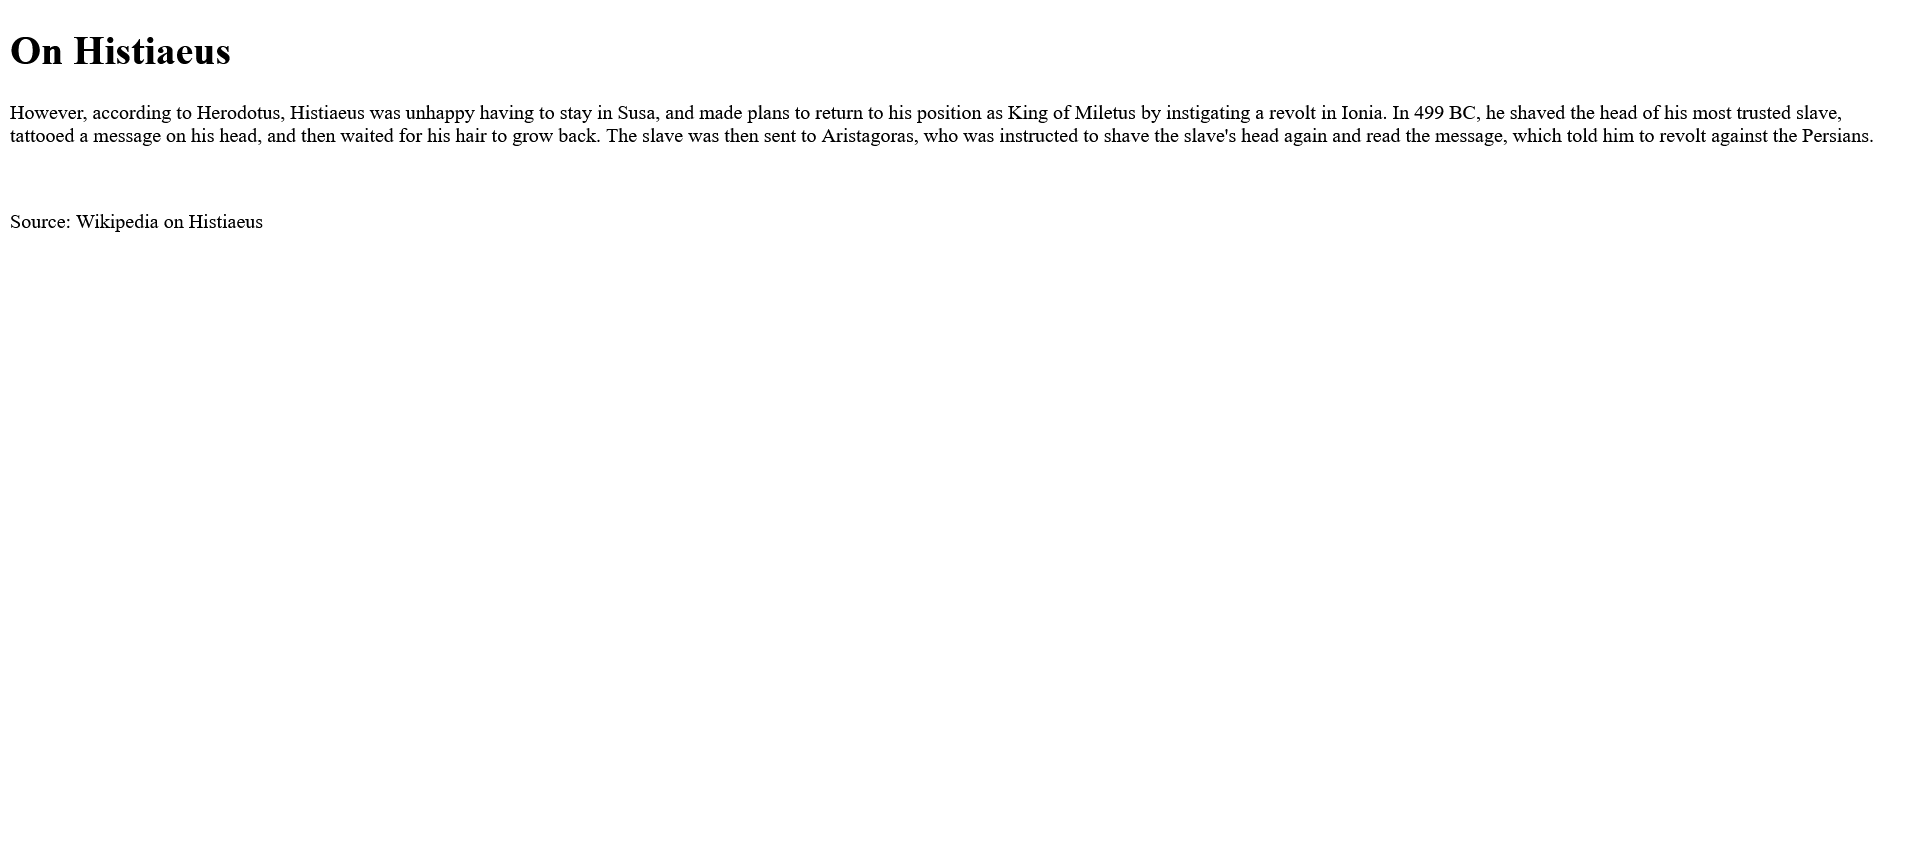 On Histiaeus
However, according to Herodotus, Histiaeus was unhappy having to stay in Susa, and made plans to return to his position as King of Miletus by instigating a revolt in Ionia. In 499 BC, he shaved the head of his most trusted slave,
tattooed a message on his head, and then waited for his hair to grow back. The slave was then sent to Aristagoras, who was instructed to shave the slave's head again and read the message, which told him to revolt against the Persians.
Source: Wikipedia on Histiaeus